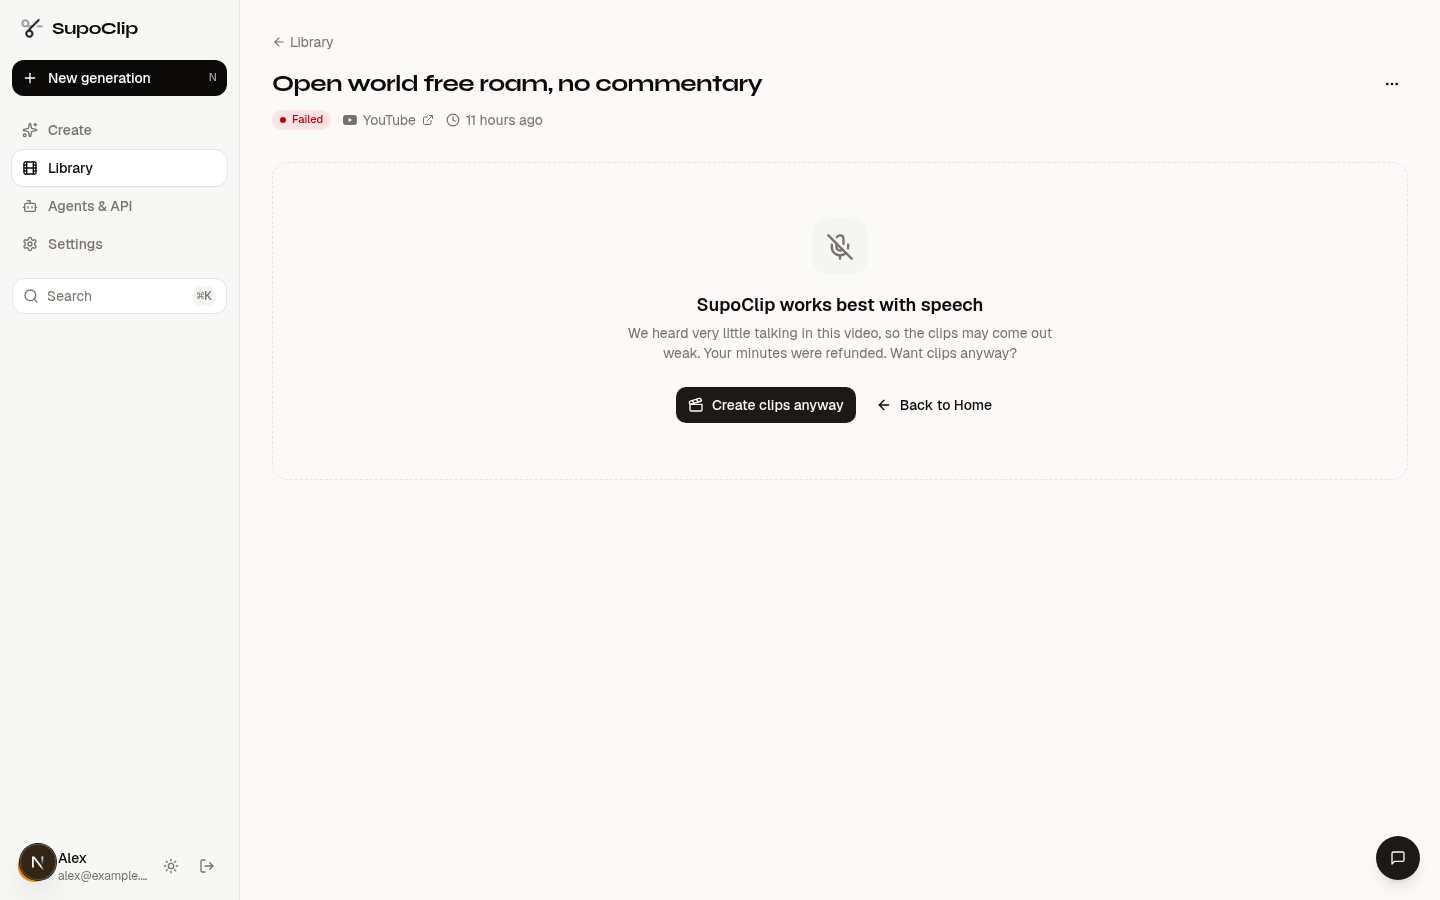 SupoClip
New generation N
Create
Library
Agents & API
Settings
Search ⌘K
Library
Open world free roam, no commentary
Failed YouTube 11 hours ago
SupoClip works best with speech
We heard very little talking in this video, so the clips may come out
weak. Your minutes were refunded. Want clips anyway?
Create clips anyway Back to Home
N
Alex
alex@example....